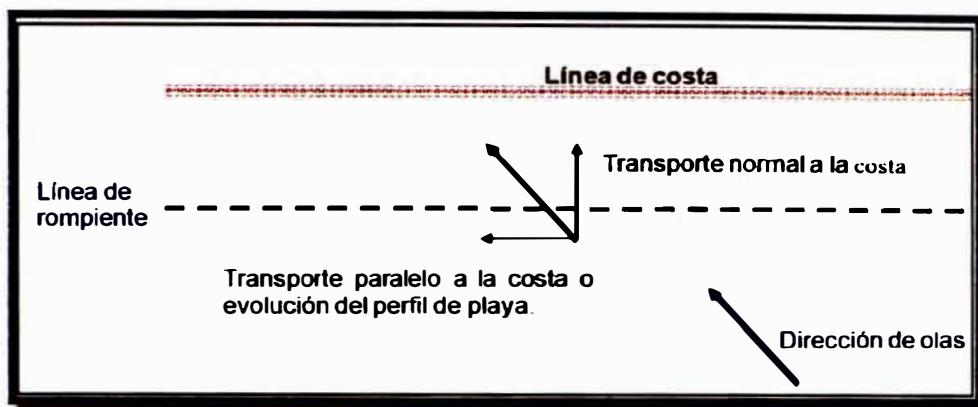 Línea de costa
Transporte normal a la costa
Línea de
rompiente
Transporte paralelo a la costa o
evolución del perfil de playa.
Dirección de olas